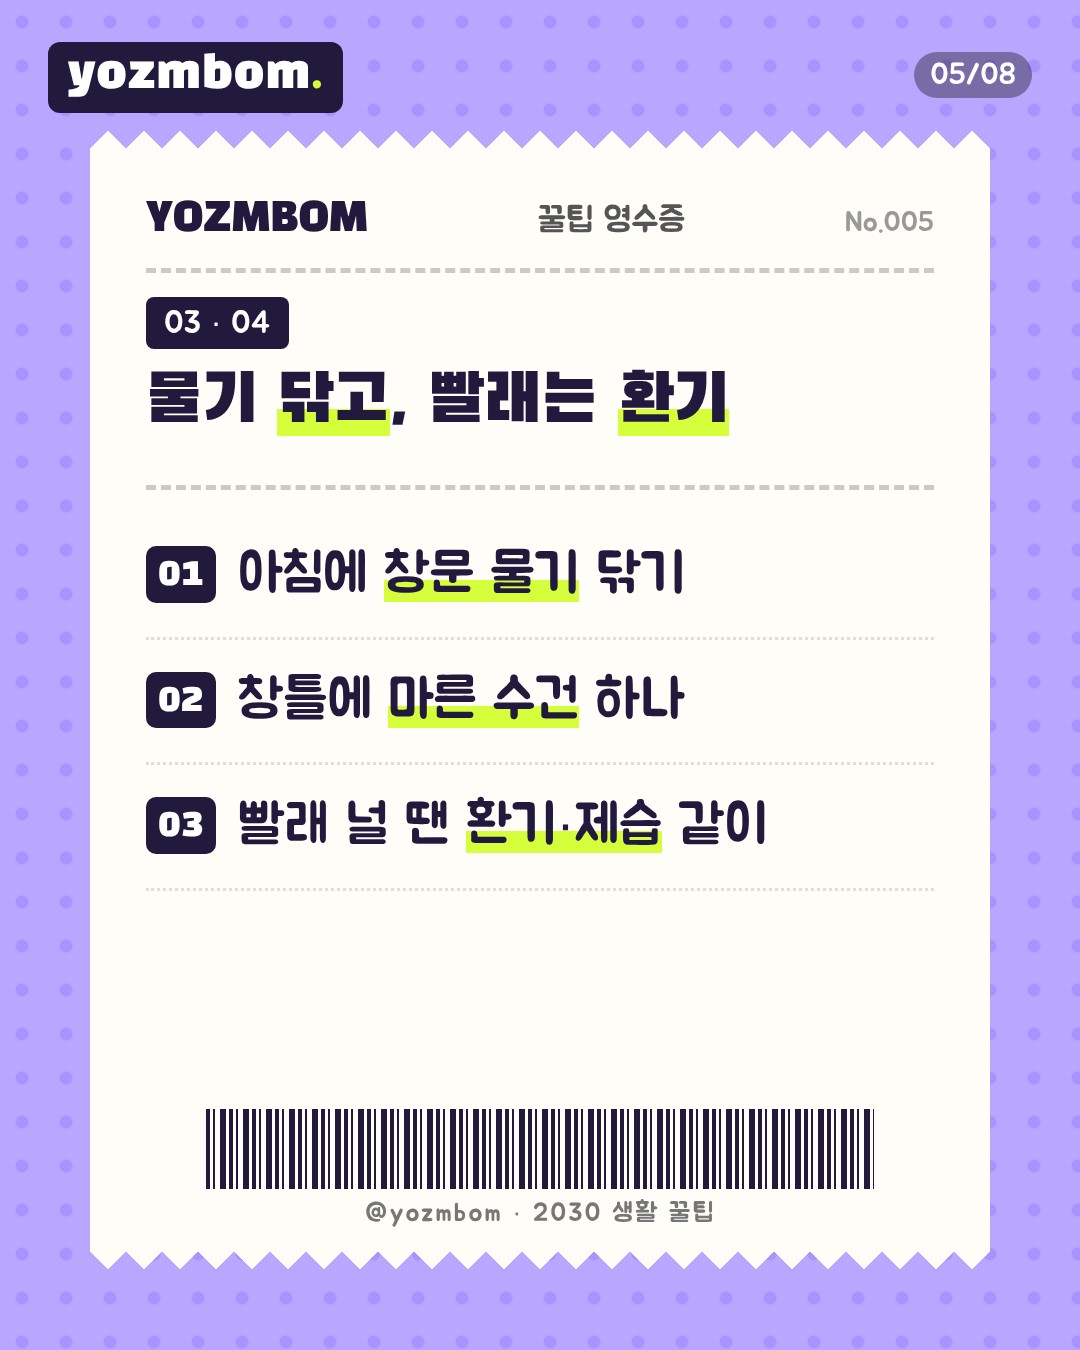 yozmbom.
05/08
YOZMBOM 꿀팁 영수증 No.005
03 · 04
물기 닦고, 빨래는 환기
01 아침에 창문 물기 닦기
02 창틀에 마른 수건 하나
03 빨래 널 땐 환기·제습 같이
@yozmbom · 2030 생활 꿀팁